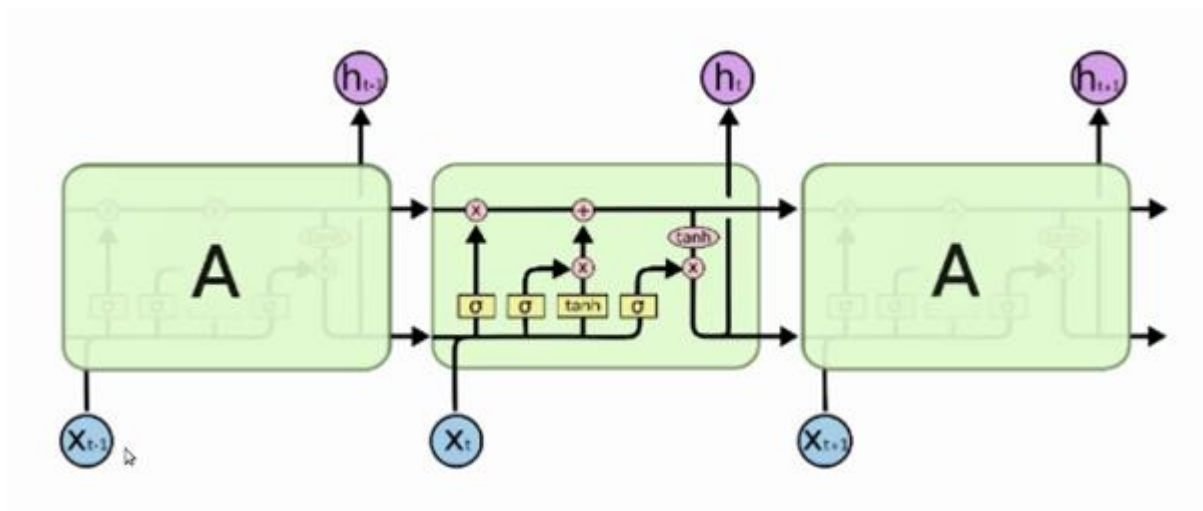 h t-1 h t h t+1
x + tanh
A x x A
σ σ tanh σ
X t-1 X t X t+1